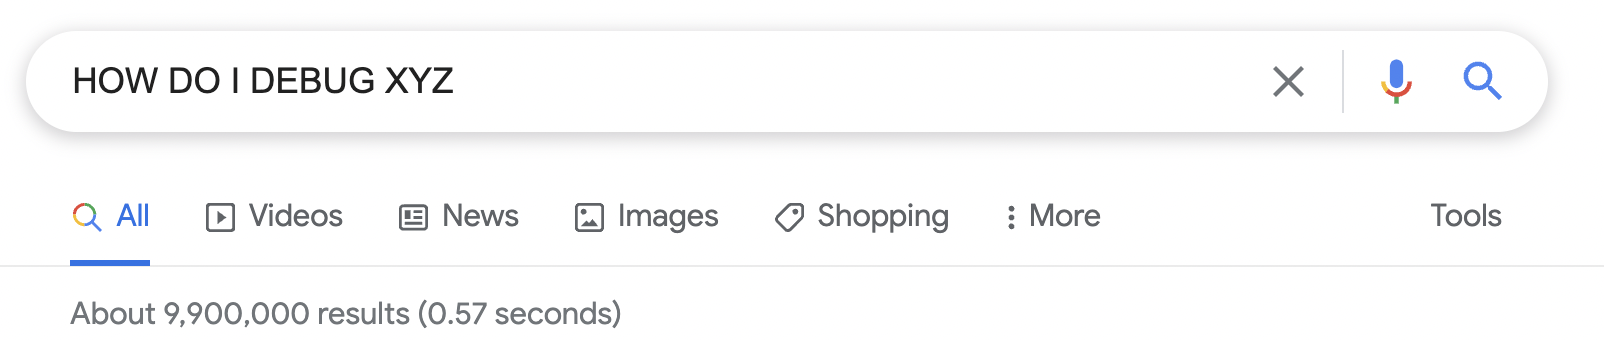 HOW DO I DEBUG XYZ
All Videos News Images Shopping More Tools
About 9,900,000 results (0.57 seconds)